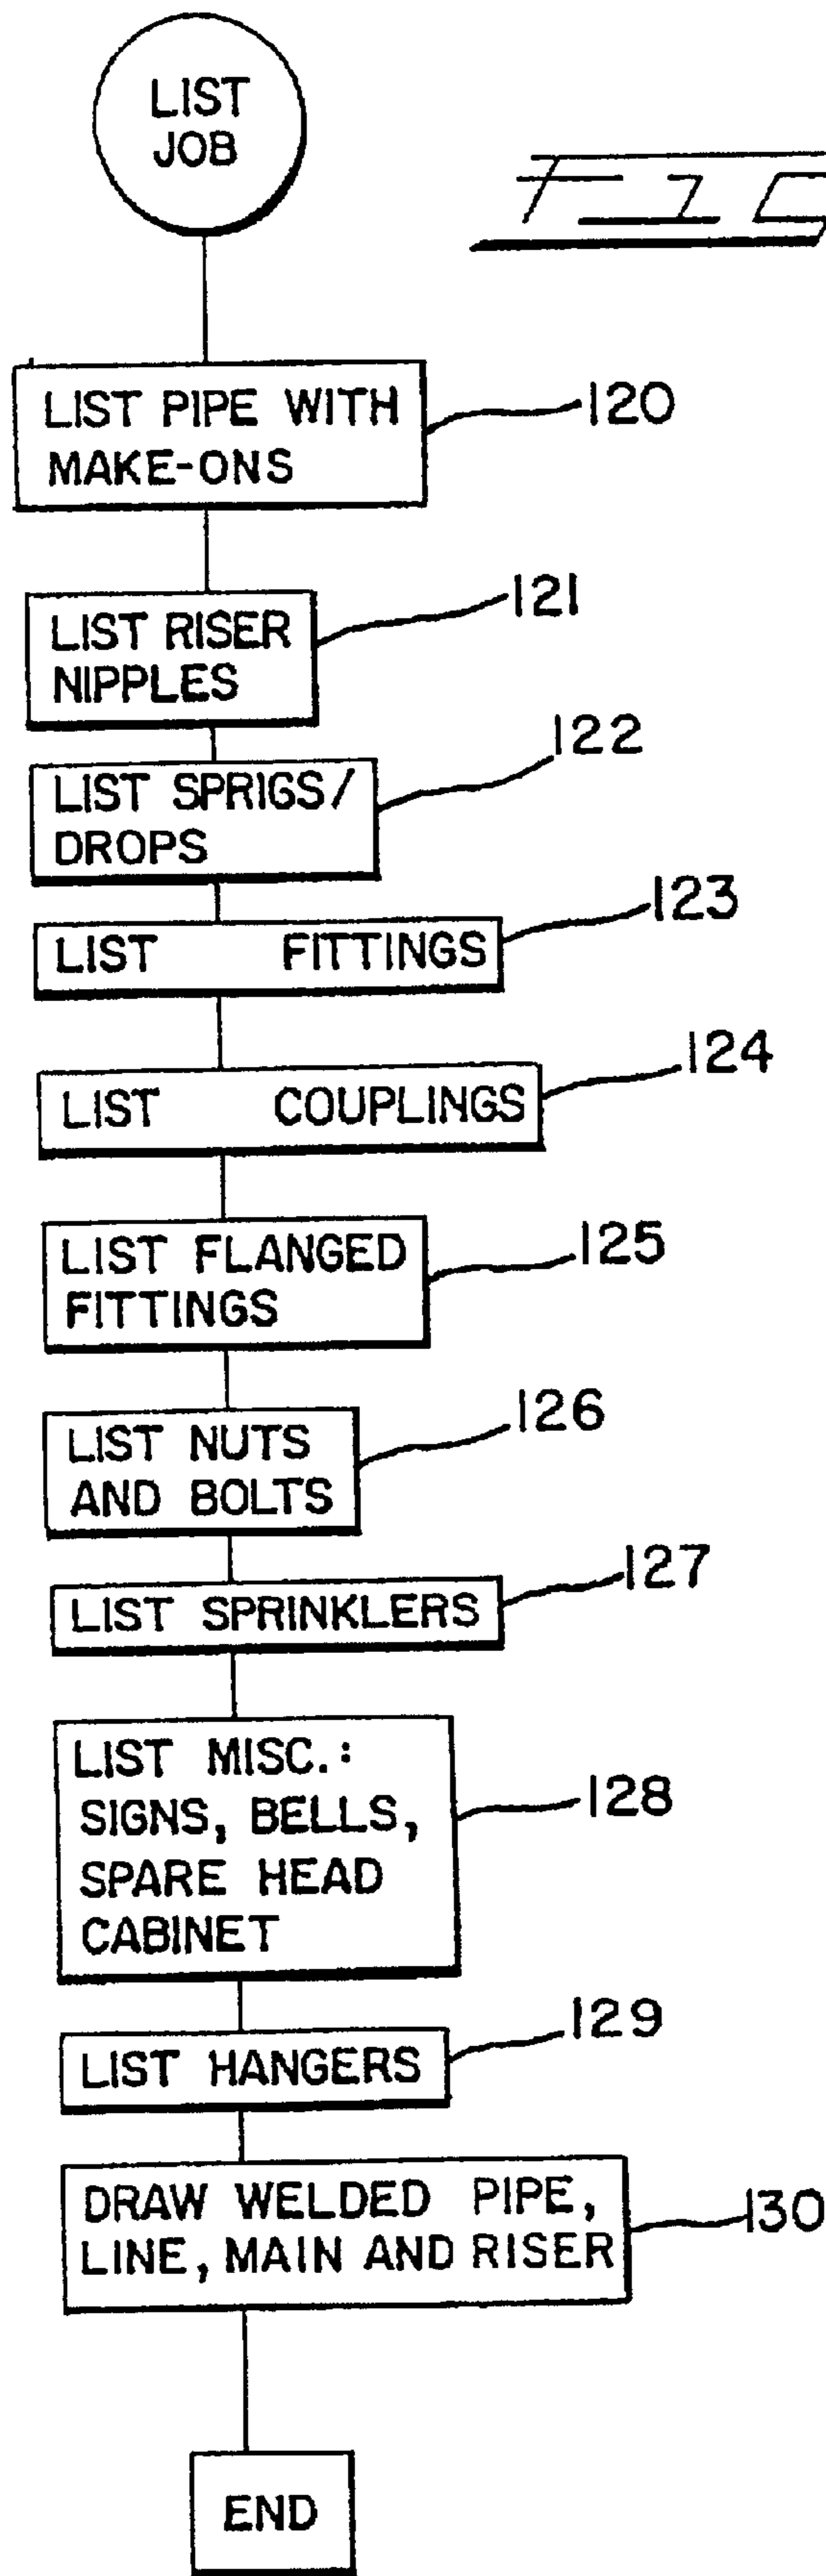 LIST
JOB
LIST PIPE WITH
MAKE-ONS
120
LIST RISER
NIPPLES
121
LIST SPRIGS/
DROPS
122
LIST FITTINGS
123
LIST COUPLINGS
124
LIST FLANGED
FITTINGS
125
LIST NUTS
AND BOLTS
126
LIST SPRINKLERS
127
LIST MISC.:
SIGNS, BELLS,
SPARE HEAD
CABINET
128
LIST HANGERS
129
DRAW WELDED PIPE,
LINE, MAIN AND RISER
130
END